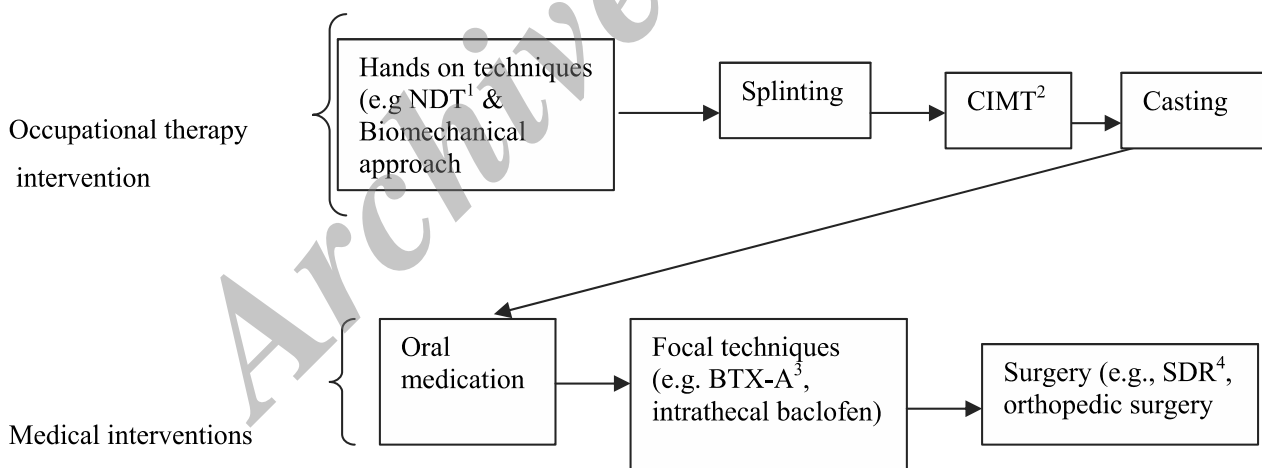 Occupational therapy
intervention
Hands on techniques
(e.g NDT¹ &
Biomechanical
approach
Splinting
CIMT²
Casting
Medical interventions
Oral
medication
Focal techniques
(e.g. BTX-A³,
intrathecal baclofen)
Surgery (e.g., SDR⁴,
orthopedic surgery
Archive